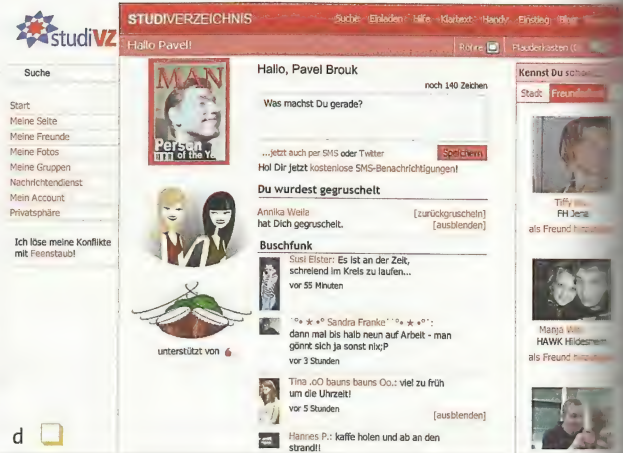 studiVZ
Suche
Start
Meine Seite
Meine Freunde
Meine Fotos
Meine Gruppen
Nachrichtendienst
Mein Account
Privatsphäre
Ich löse meine Konflikte
mit Feenstaub!
d
STUDIVERZEICHNIS
Suche Einladen Hilfe Klartext Handy Einstieg Blog
Hallo Pavel!
Röhre
Plauderkasten
MAN
Person
of the Ye
unterstützt von
Hallo, Pavel Brouk
noch 140 Zeichen
Was machst Du gerade?
...jetzt auch per SMS oder Twitter
Speichern
Hol Dir jetzt kostenlose SMS-Benachrichtigungen!
Du wurdest gegruschelt
Annika Weile
hat Dich gegruschelt.
[zurückgruscheln]
[ausblenden]
Buschfunk
Susi Elster: Es ist an der Zeit,
schreiend im Kreis zu laufen...
vor 55 Minuten
´°• ★ •° Sandra Franke´´°• ★ •°´:
dann mal bis halb neun auf Arbeit - man
gönnt sich ja sonst nix;P
vor 3 Stunden
Tina .oO bauns bauns Oo.: viel zu früh
um die Uhrzeit!
vor 5 Stunden
[ausblenden]
Hannes P.: kaffe holen und ab an den
strand!!
Kennst Du
Stadt
Tiffy
FH Jena
als Freund
Manja
HAWK
als Freund